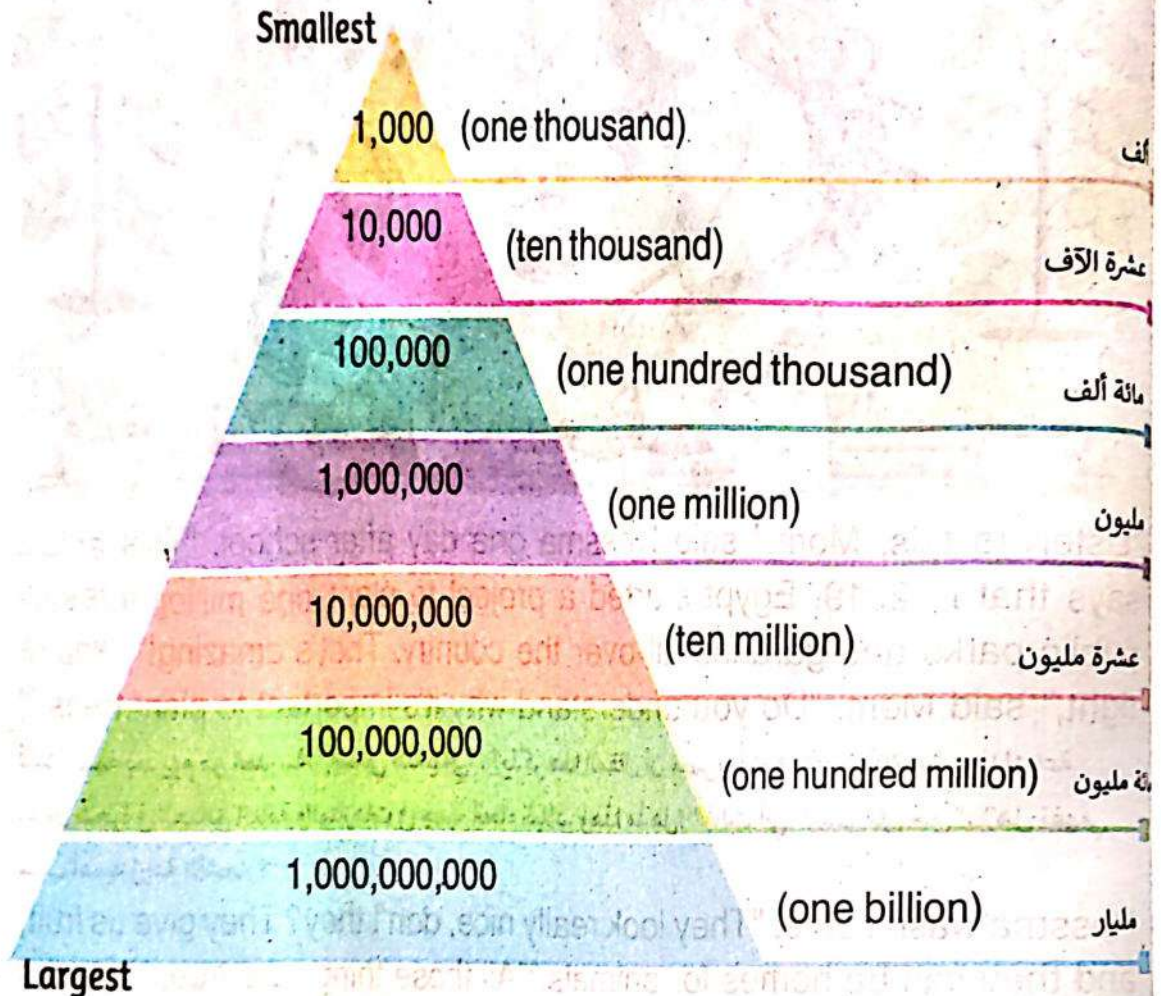 Smallest
1,000 (one thousand)
10,000 (ten thousand) عشرة الآف
100,000 (one hundred thousand) مائة ألف
1,000,000 (one million) مليون
10,000,000 (ten million) عشرة مليون
100,000,000 (one hundred million) مليون
1,000,000,000 (one billion) مليار
Largest